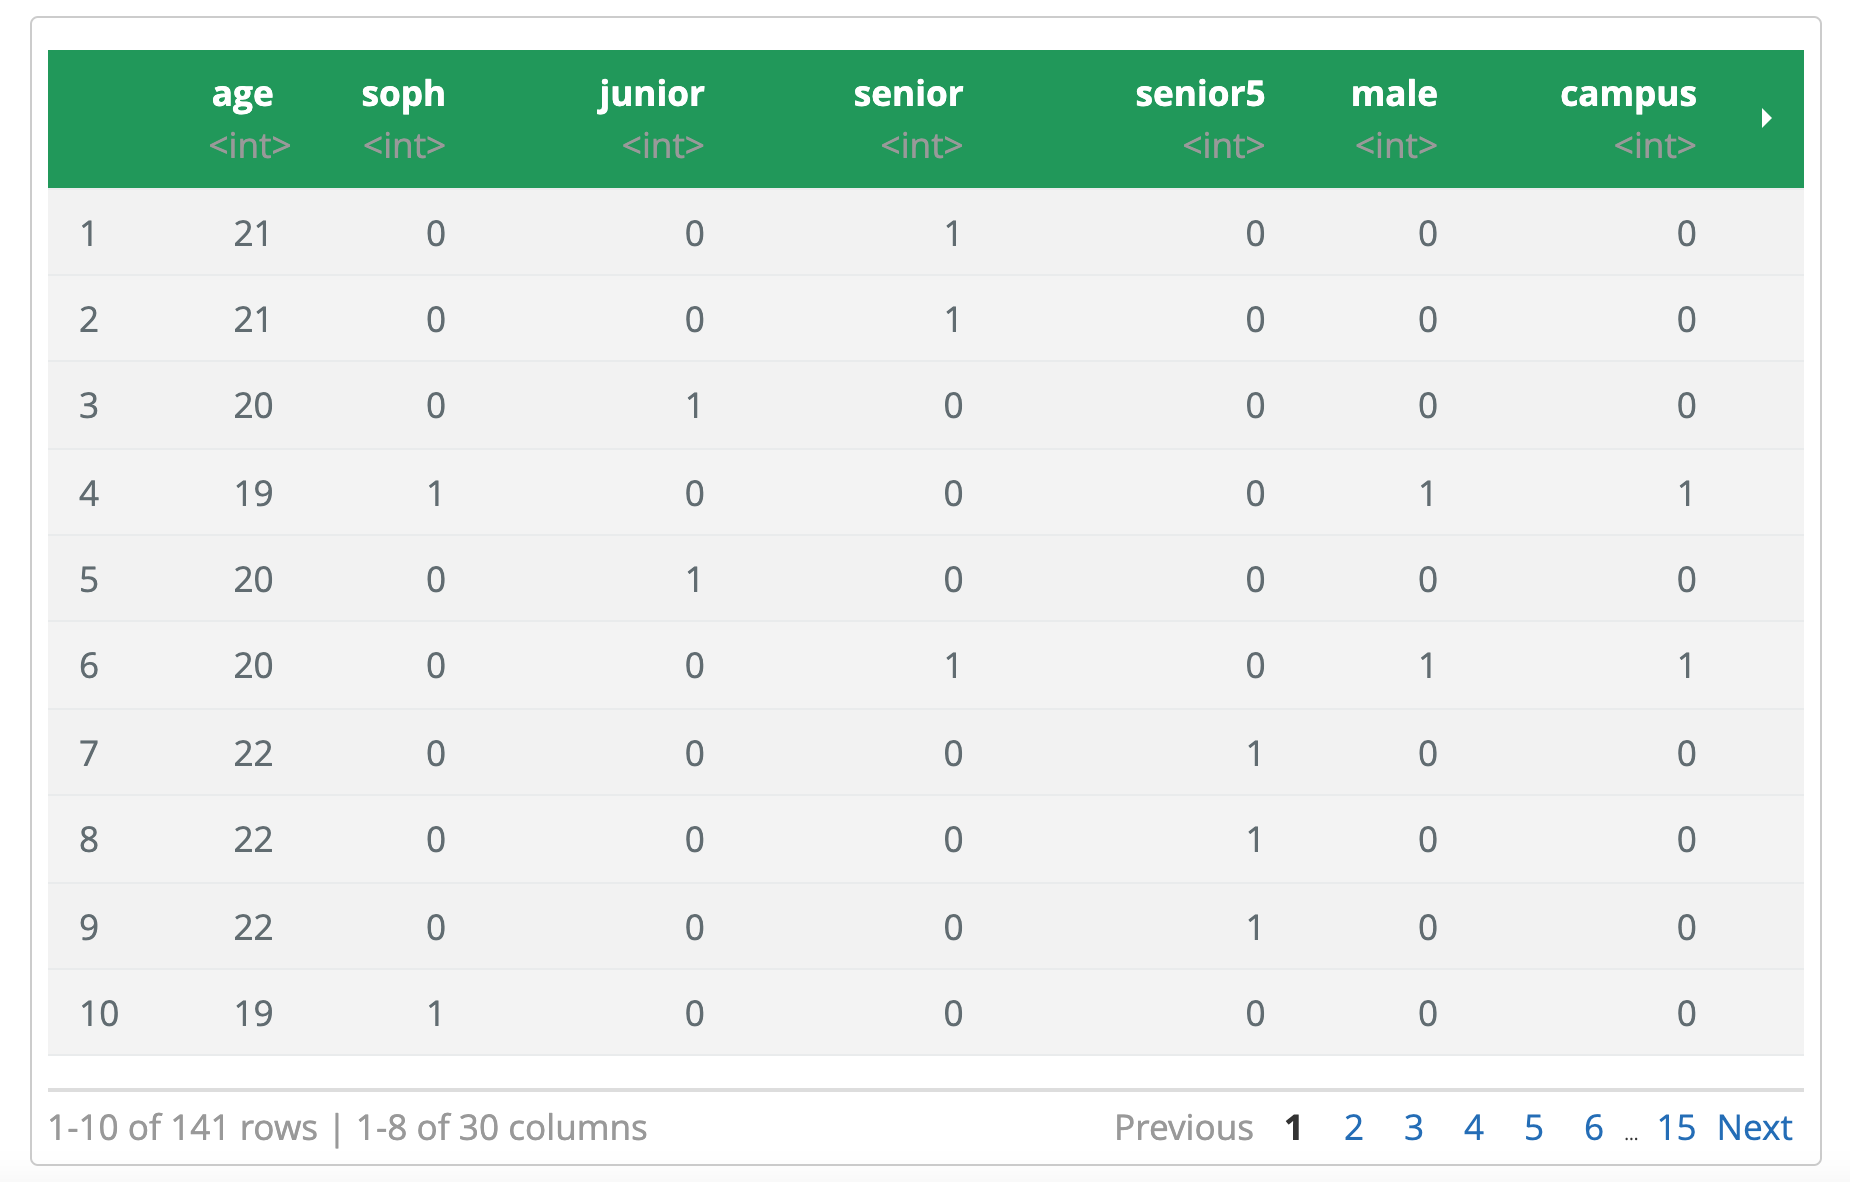 age soph junior senior senior5 male campus
<int> <int> <int> <int> <int> <int> <int>
1 21 0 0 1 0 0 0
2 21 0 0 1 0 0 0
3 20 0 1 0 0 0 0
4 19 1 0 0 0 1 1
5 20 0 1 0 0 0 0
6 20 0 0 1 0 1 1
7 22 0 0 0 1 0 0
8 22 0 0 0 1 0 0
9 22 0 0 0 1 0 0
10 19 1 0 0 0 0 0
1-10 of 141 rows | 1-8 of 30 columns Previous 1 2 3 4 5 6 ... 15 Next